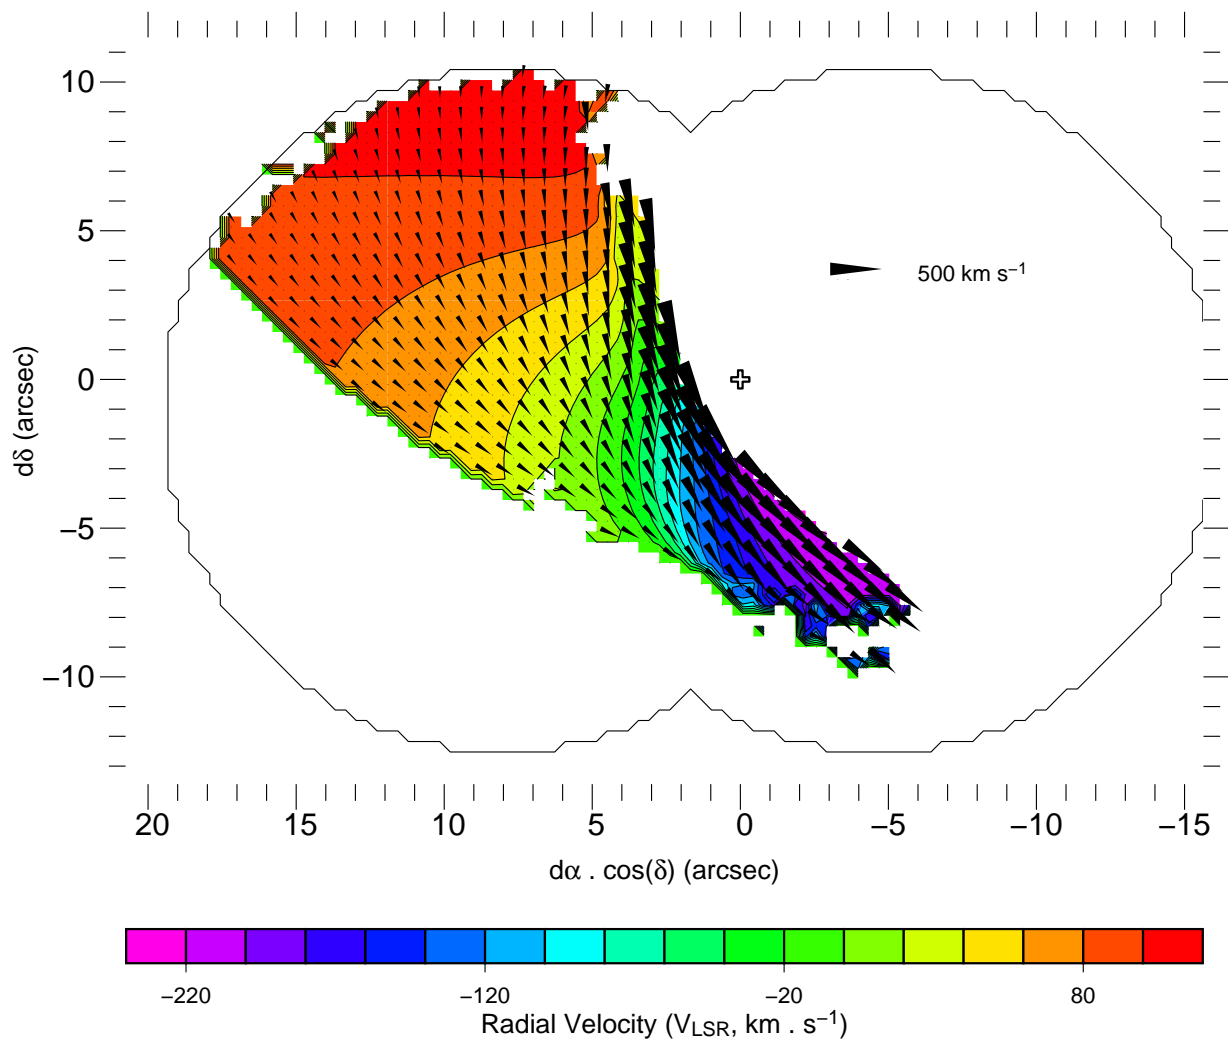 10
5
0
−5
−10
dδ (arcsec)
500 km s⁻¹
20 15 10 5 0 −5 −10 −15
dα . cos(δ) (arcsec)
−220 −120 −20 80
Radial Velocity (V_LSR, km . s⁻¹)